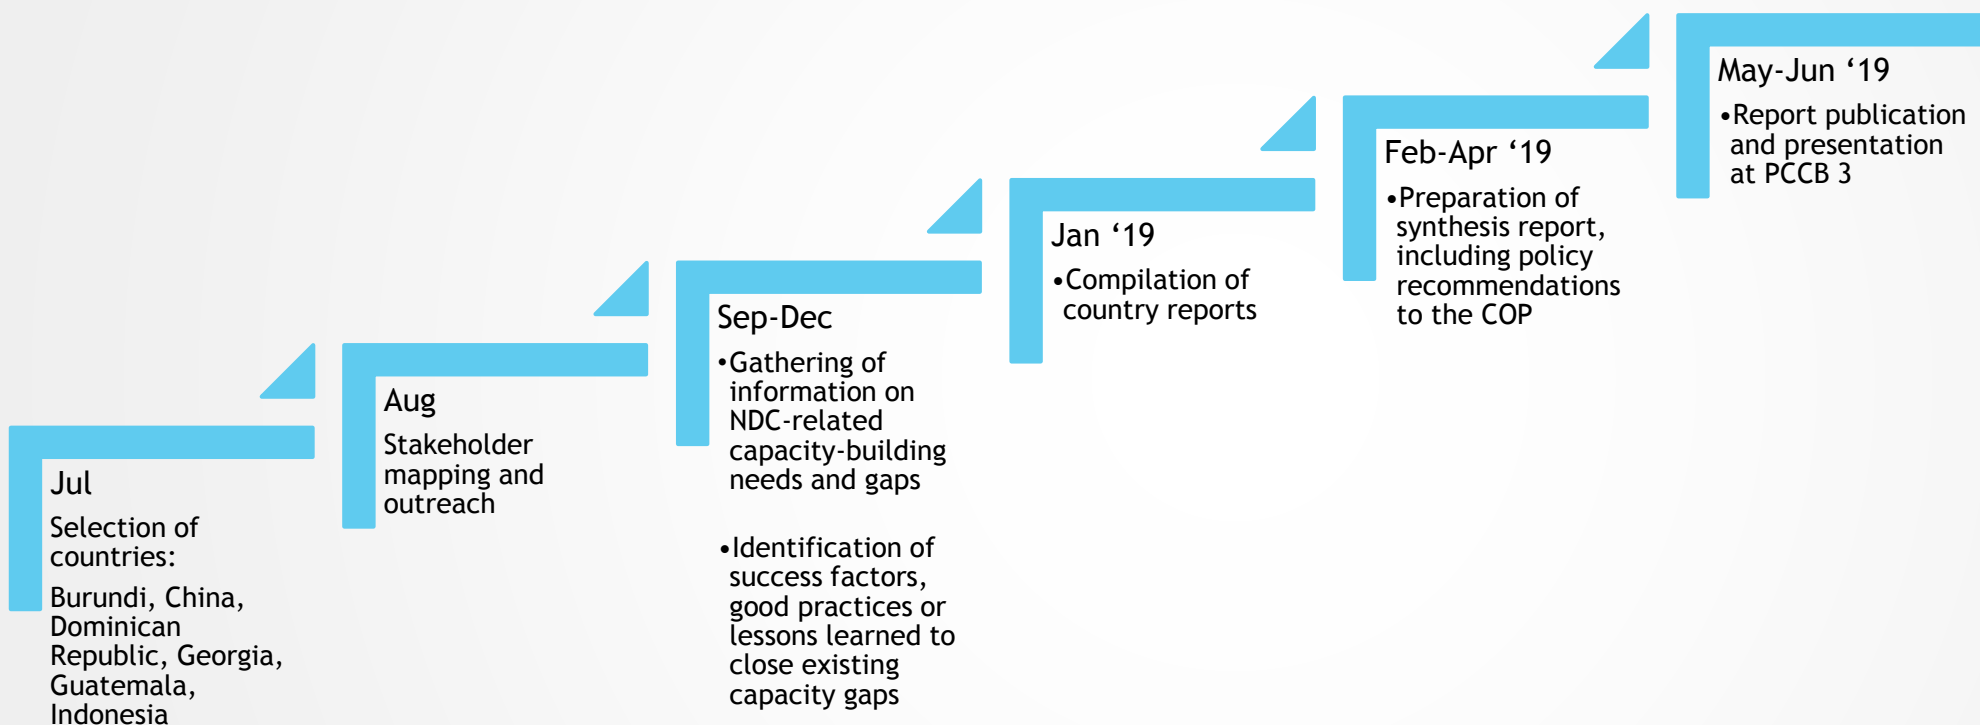 Jul
Selection of
countries:
Burundi, China,
Dominican
Republic, Georgia,
Guatemala,
Indonesia
Aug
Stakeholder
mapping and
outreach
Sep-Dec
•Gathering of
information on
NDC-related
capacity-building
needs and gaps
•Identification of
success factors,
good practices or
lessons learned to
close existing
capacity gaps
Jan ‘19
•Compilation of
country reports
Feb-Apr ‘19
•Preparation of
synthesis report,
including policy
recommendations
to the COP
May-Jun ‘19
•Report publication
and presentation
at PCCB 3